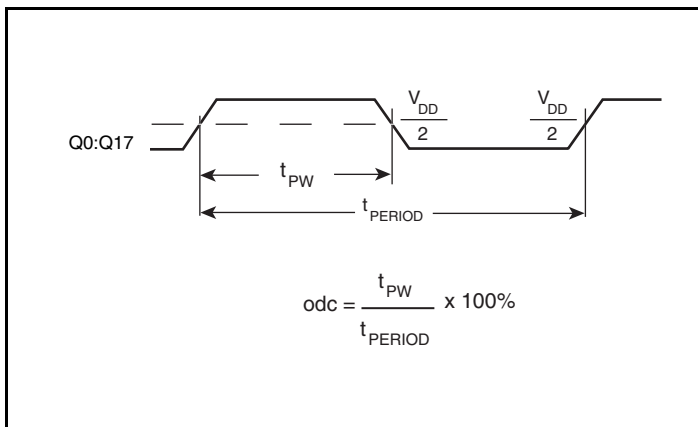 V_DD / 2
V_DD / 2
Q0:Q17
t_PW
t_PERIOD
odc = t_PW / t_PERIOD x 100%